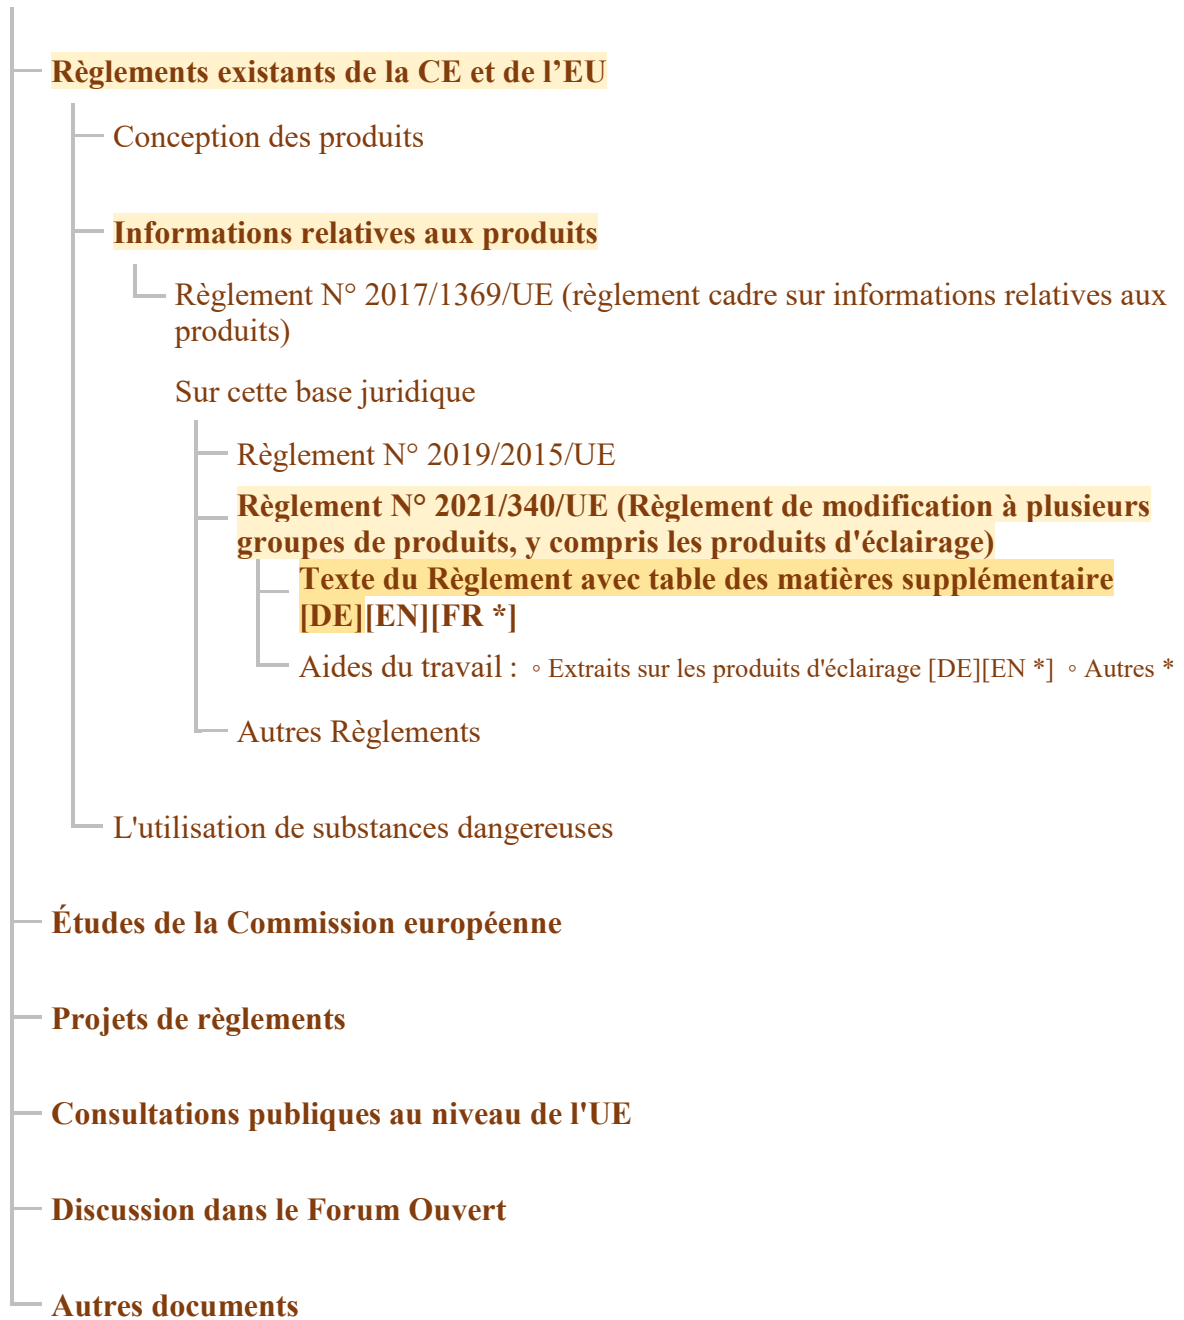 Règlements existants de la CE et de l’EU
Conception des produits
Informations relatives aux produits
Règlement N° 2017/1369/UE (règlement cadre sur informations relatives aux
produits)
Sur cette base juridique
Règlement N° 2019/2015/UE
Règlement N° 2021/340/UE (Règlement de modification à plusieurs
groupes de produits, y compris les produits d'éclairage)
Texte du Règlement avec table des matières supplémentaire
[DE][EN][FR *]
Aides du travail : ◦ Extraits sur les produits d'éclairage [DE][EN *] ◦ Autres *
Autres Règlements
L'utilisation de substances dangereuses
Études de la Commission européenne
Projets de règlements
Consultations publiques au niveau de l'UE
Discussion dans le Forum Ouvert
Autres documents